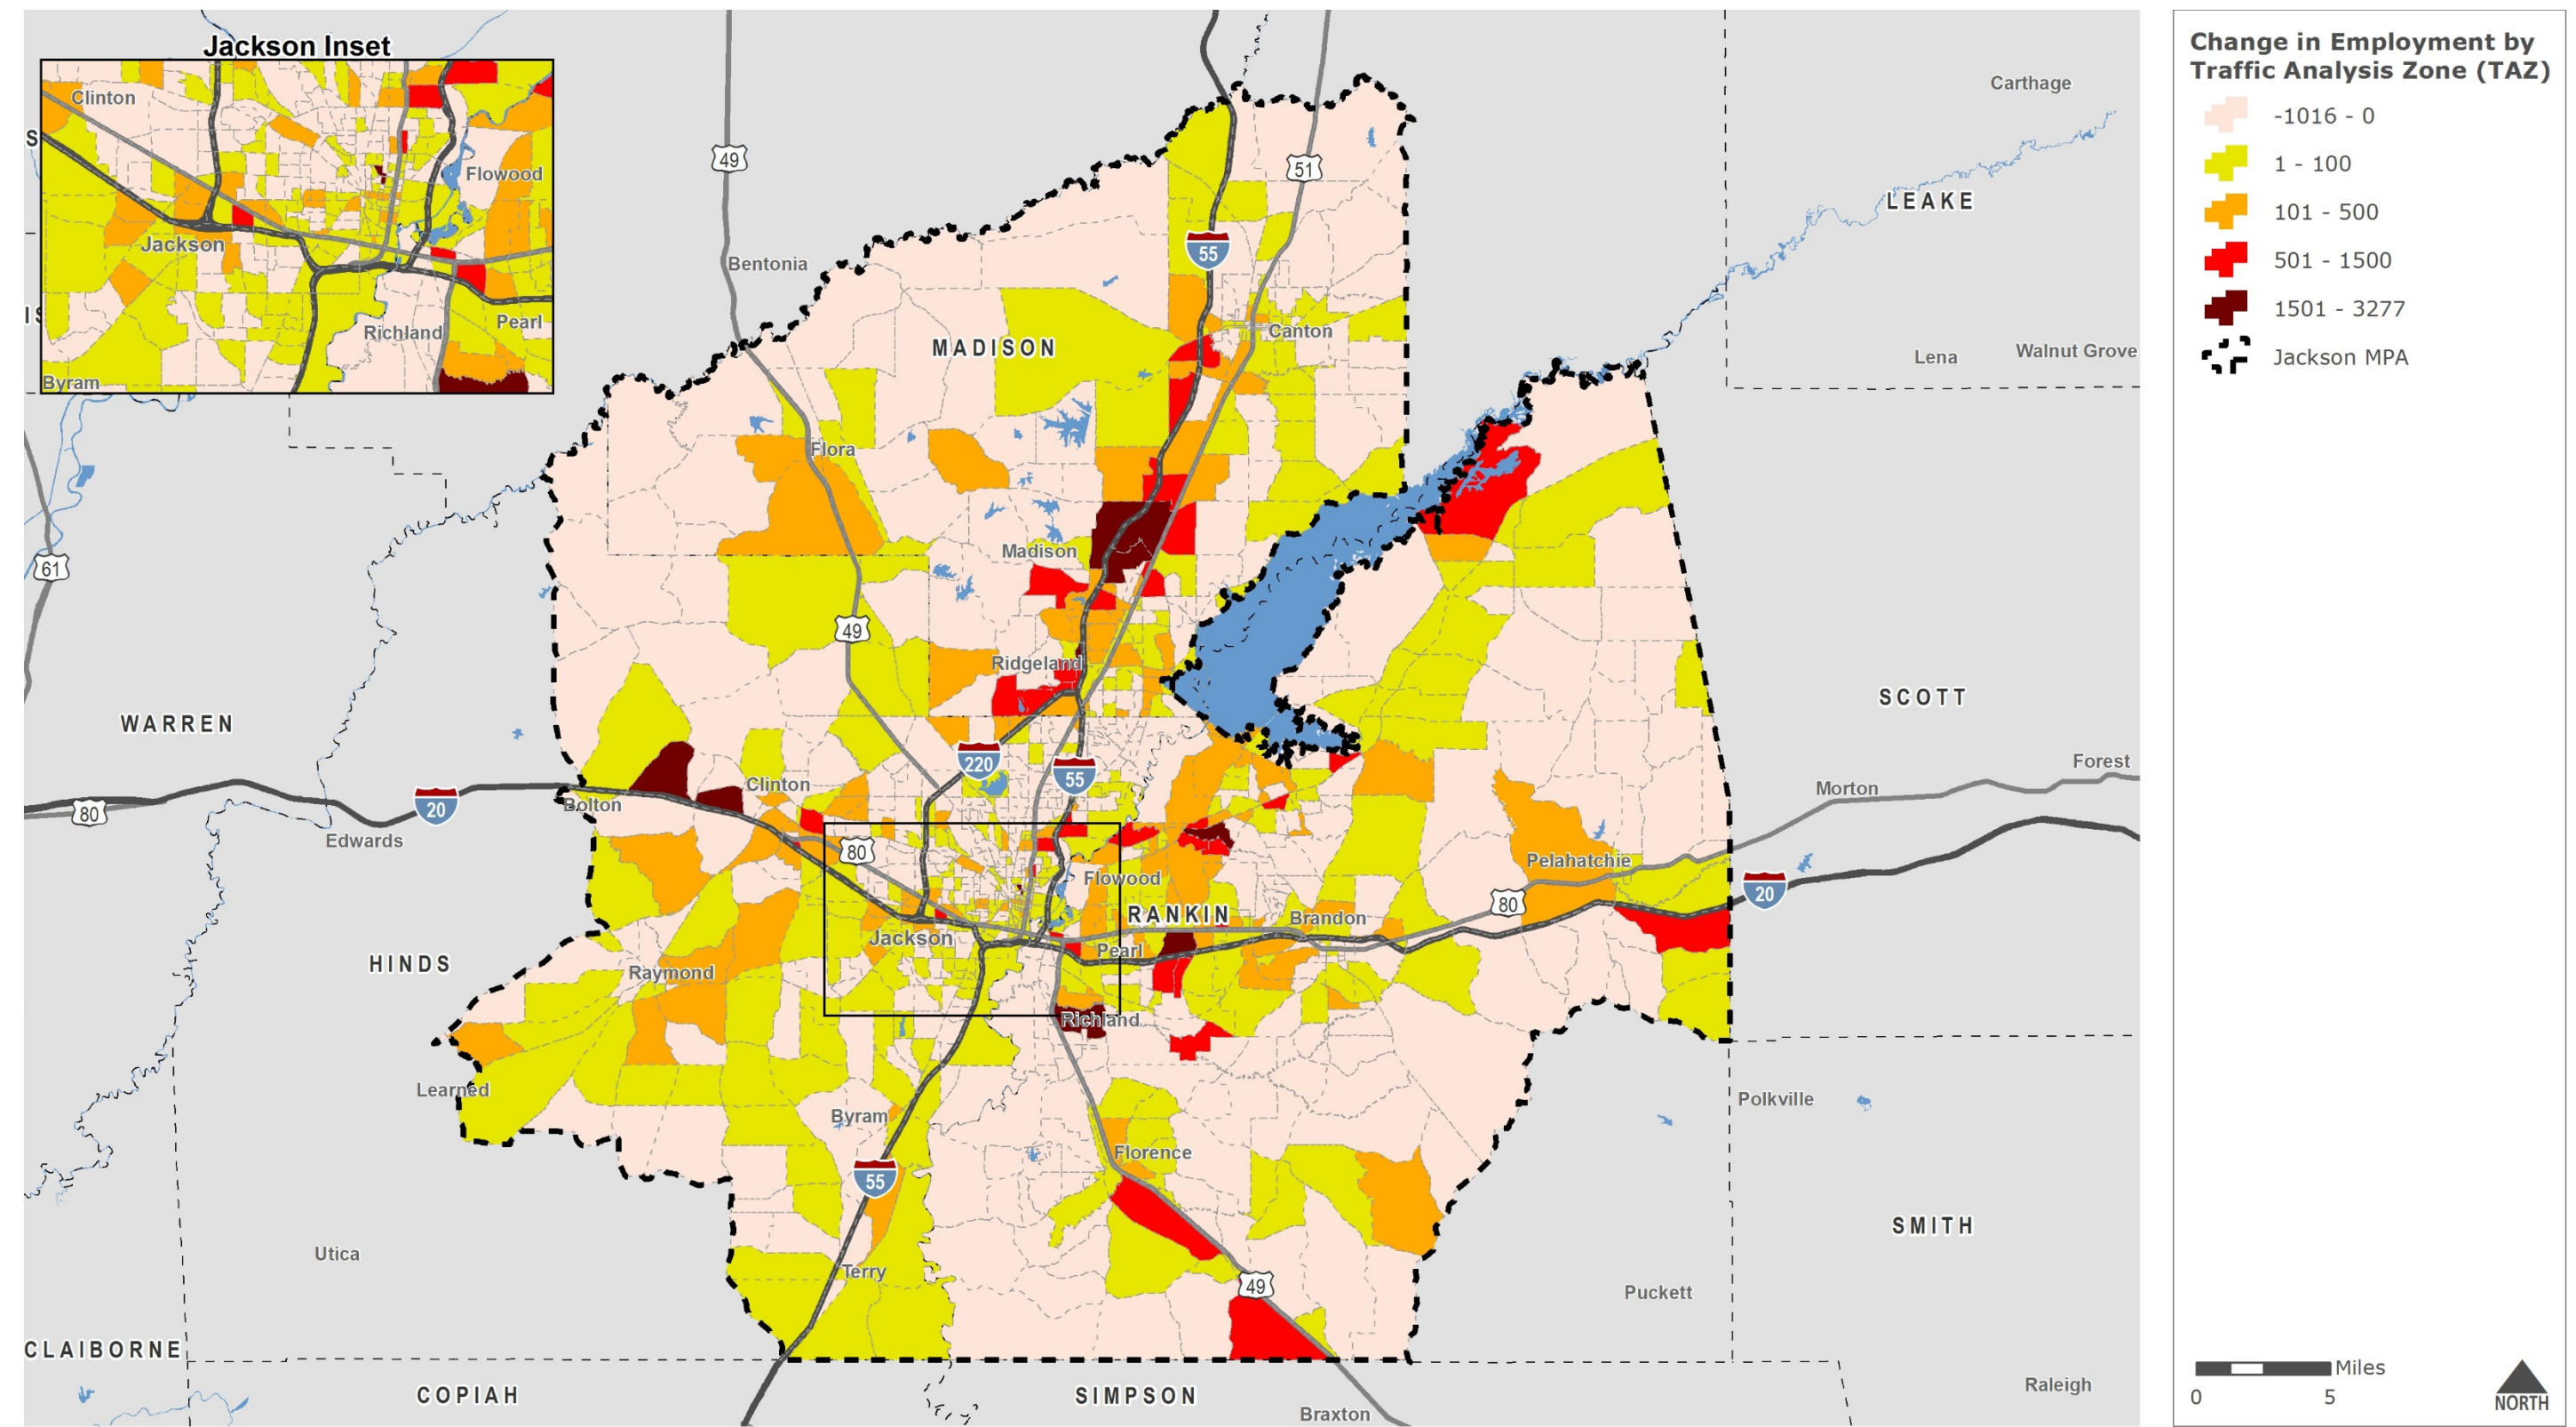 Jackson Inset
Clinton
Flowood
Jackson
Richland
Pearl
Byram
S
IS
49
51
55
Bentonia
MADISON
Canton
Flora
61
Madison
49
Ridgeland
WARREN
220
55
Clinton
Bolton
20
80
Edwards
80
Flowood
RANKIN
Brandon
Jackson
Pearl
HINDS
Raymond
Richland
Learned
Byram
Florence
55
Utica
Terry
49
CLAIBORNE
COPIAH
SIMPSON
Braxton
Carthage
LEAKE
Lena
Walnut Grove
SCOTT
Forest
Morton
Pelahatchie
80
20
Polkville
SMITH
Puckett
Raleigh
Change in Employment by
Traffic Analysis Zone (TAZ)
-1016 - 0
1 - 100
101 - 500
501 - 1500
1501 - 3277
Jackson MPA
Miles
0 5
NORTH